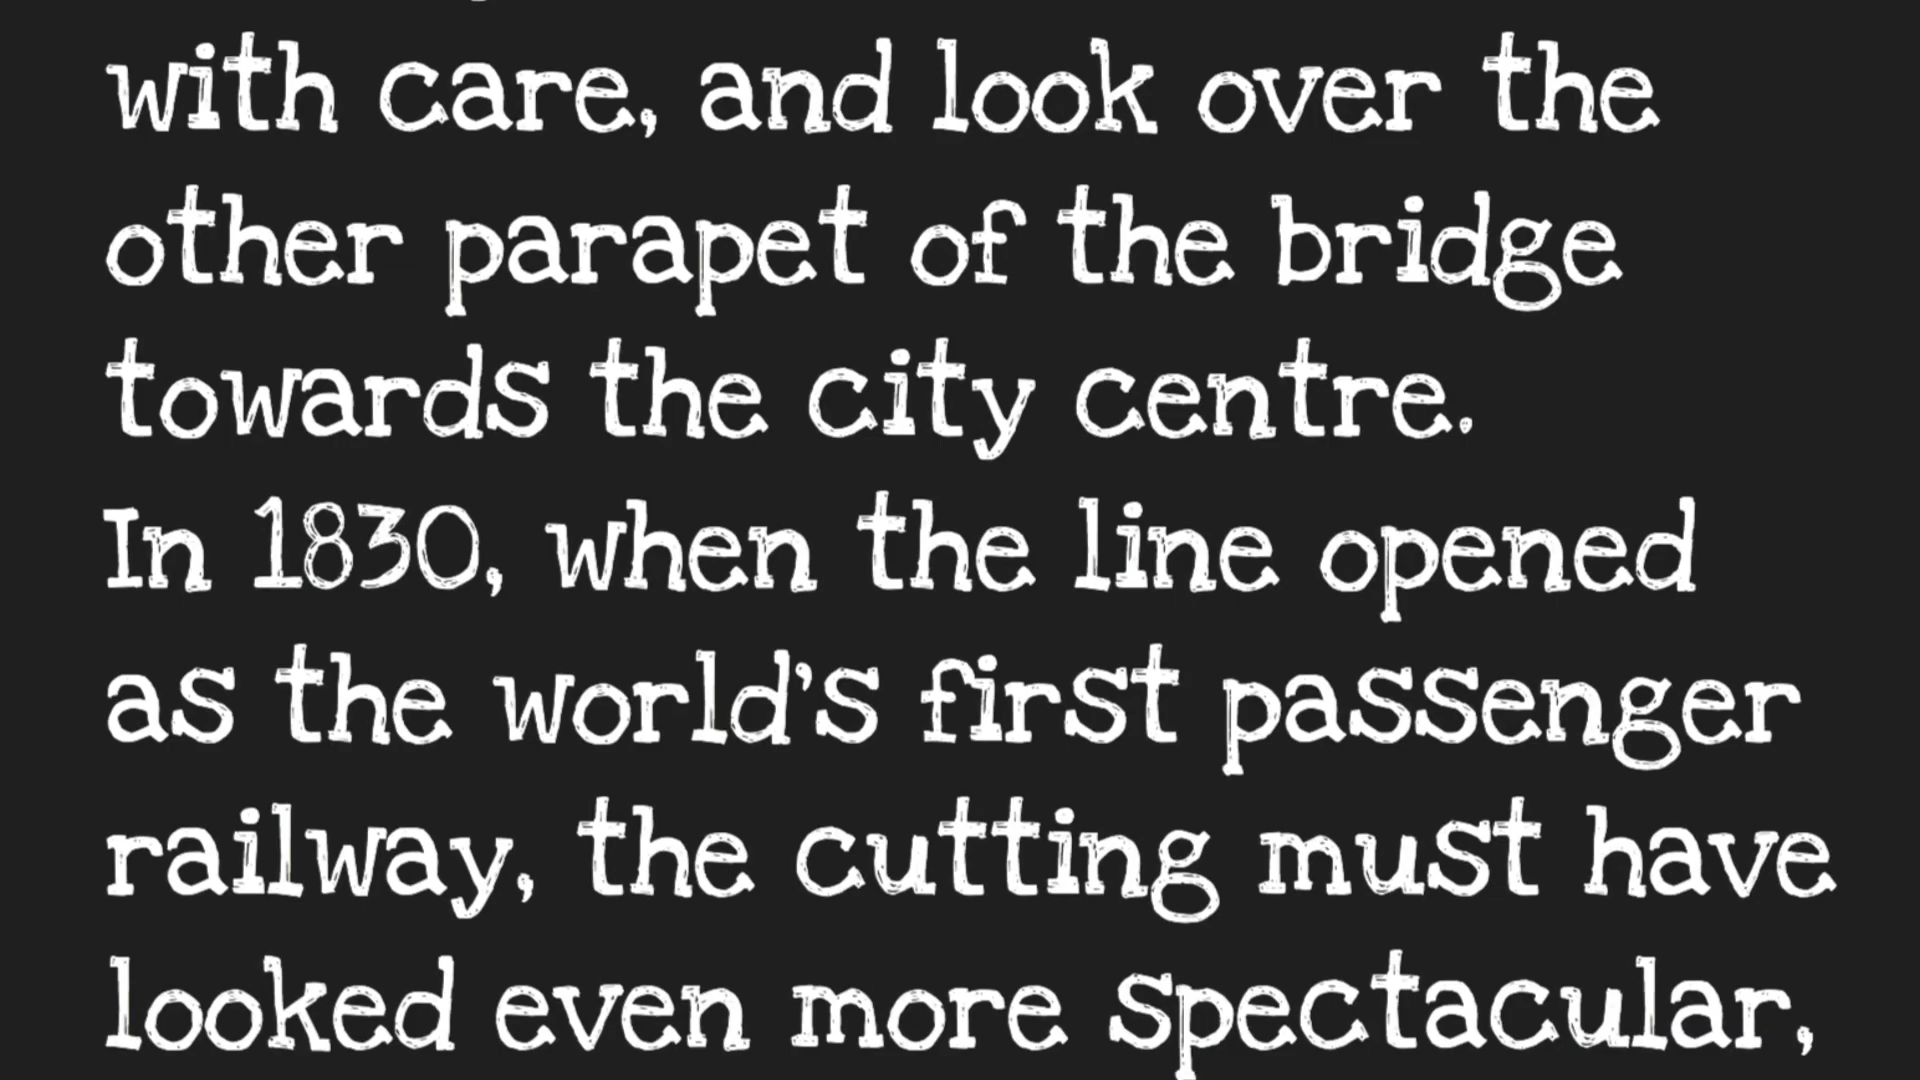 with care, and look over the
other parapet of the bridge
towards the city centre.
In 1830, when the line opened
as the world's first passenger
railway, the cutting must have
looked even more spectacular,